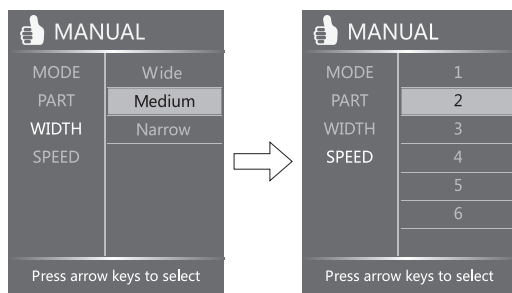 MANUAL
MODE
PART
WIDTH
SPEED
Wide
Medium
Narrow
Press arrow keys to select
MANUAL
MODE
PART
WIDTH
SPEED
1
2
3
4
5
6
Press arrow keys to select